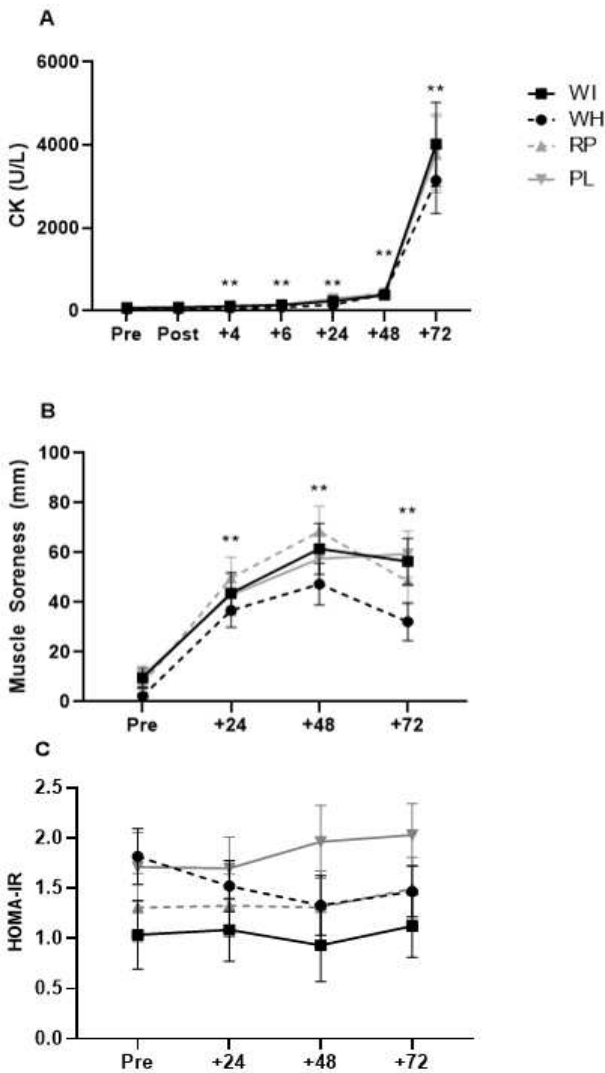 A
6000
4000
2000
0
CK (U/L)
**
**
**
**
**
Pre Post +4 +6 +24 +48 +72
WI
WH
RP
PL
B
100
80
60
40
20
0
Muscle Soreness (mm)
**
**
**
Pre +24 +48 +72
C
2.5
2.0
1.5
1.0
0.5
0.0
HOMA-IR
Pre +24 +48 +72